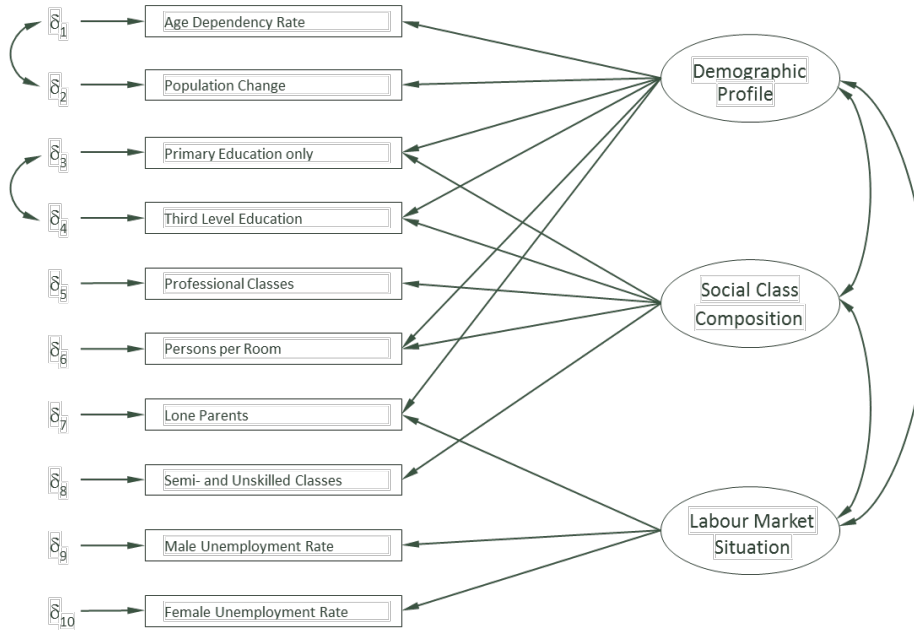 δ1
Age Dependency Rate
δ2
Population Change
δ3
Primary Education only
δ4
Third Level Education
δ5
Professional Classes
δ6
Persons per Room
δ7
Lone Parents
δ8
Semi- and Unskilled Classes
δ9
Male Unemployment Rate
δ10
Female Unemployment Rate
Demographic
Profile
Social Class
Composition
Labour Market
Situation